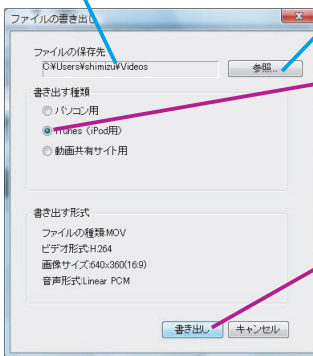 ファイルの書き出し
ファイルの保存先
C:¥Users¥shimizu¥Videos
参照...
書き出す種類
パソコン用
iTunes（iPod用）
動画共有サイト用
書き出す形式
ファイルの種類:MOV
ビデオ形式:H.264
画像サイズ:640x360(16:9)
音声形式:Linear PCM
書き出し
キャンセル